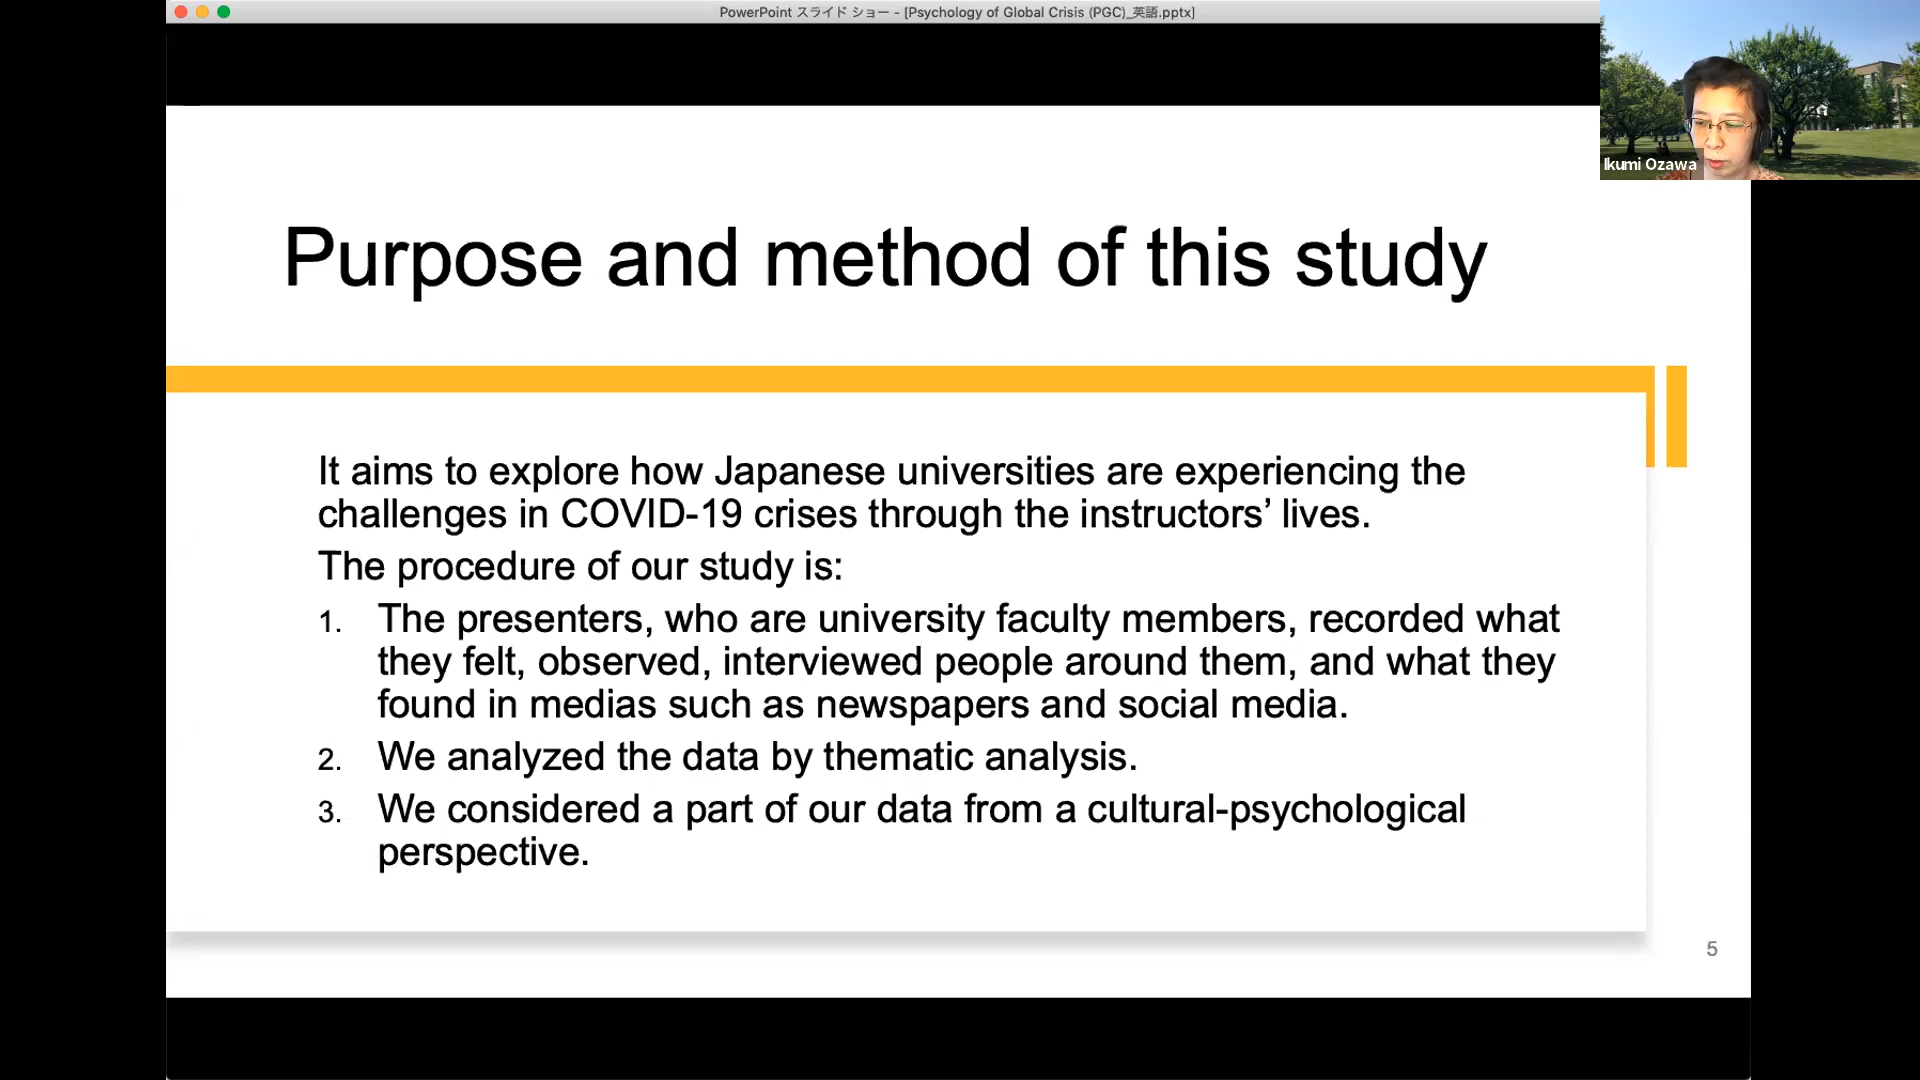 PowerPoint スライド ショー - [Psychology of Global Crisis (PGC)_英語.pptx]
Ikumi Ozawa
Purpose and method of this study
It aims to explore how Japanese universities are experiencing the
challenges in COVID-19 crises through the instructors’ lives.
The procedure of our study is:
1. The presenters, who are university faculty members, recorded what
they felt, observed, interviewed people around them, and what they
found in medias such as newspapers and social media.
2. We analyzed the data by thematic analysis.
3. We considered a part of our data from a cultural-psychological
perspective.
5